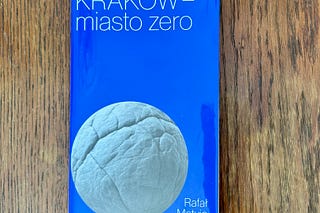 KRAKÓW –
miasto zero
Rafał